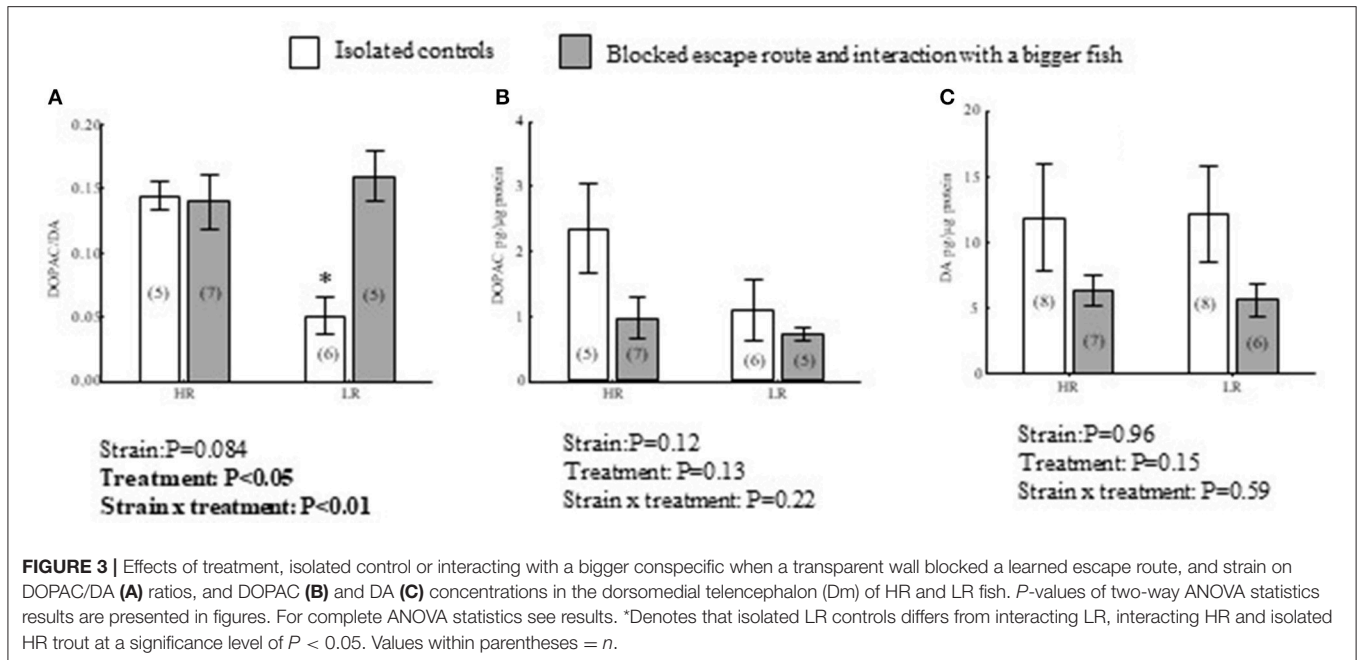 Isolated controls
Blocked escape route and interaction with a bigger fish
A
DOPAC/DA
0.20
0.15
0.10
0.05
0.00
(5)
(7)
*
(6)
(5)
HR
LR
Strain:P=0.084
Treatment: P<0.05
Strain x treatment: P<0.01
B
DOPAC pg/µg protein
4
3
2
1
0
(5)
(7)
(6)
(5)
HR
LR
Strain:P=0.12
Treatment: P=0.13
Strain x treatment: P=0.22
C
DA pg/µg protein
20
15
10
5
0
(8)
(7)
(8)
(6)
HR
LR
Strain:P=0.96
Treatment: P=0.15
Strain x treatment: P=0.59
FIGURE 3 | Effects of treatment, isolated control or interacting with a bigger conspecific when a transparent wall blocked a learned escape route, and strain on
DOPAC/DA (A) ratios, and DOPAC (B) and DA (C) concentrations in the dorsomedial telencephalon (Dm) of HR and LR fish. P-values of two-way ANOVA statistics
results are presented in figures. For complete ANOVA statistics see results. *Denotes that isolated LR controls differs from interacting LR, interacting HR and isolated
HR trout at a significance level of P < 0.05. Values within parentheses = n.